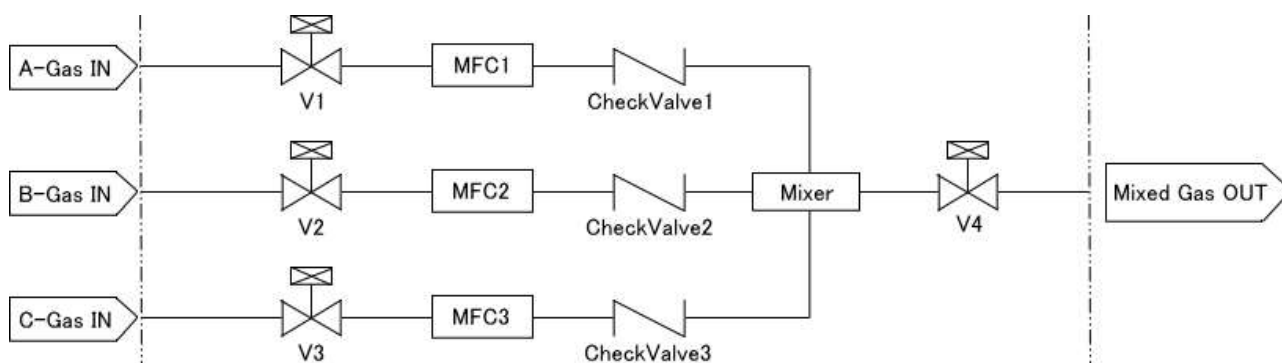 A-Gas IN
V1
MFC1
CheckValve1
B-Gas IN
V2
MFC2
CheckValve2
Mixer
V4
Mixed Gas OUT
C-Gas IN
V3
MFC3
CheckValve3